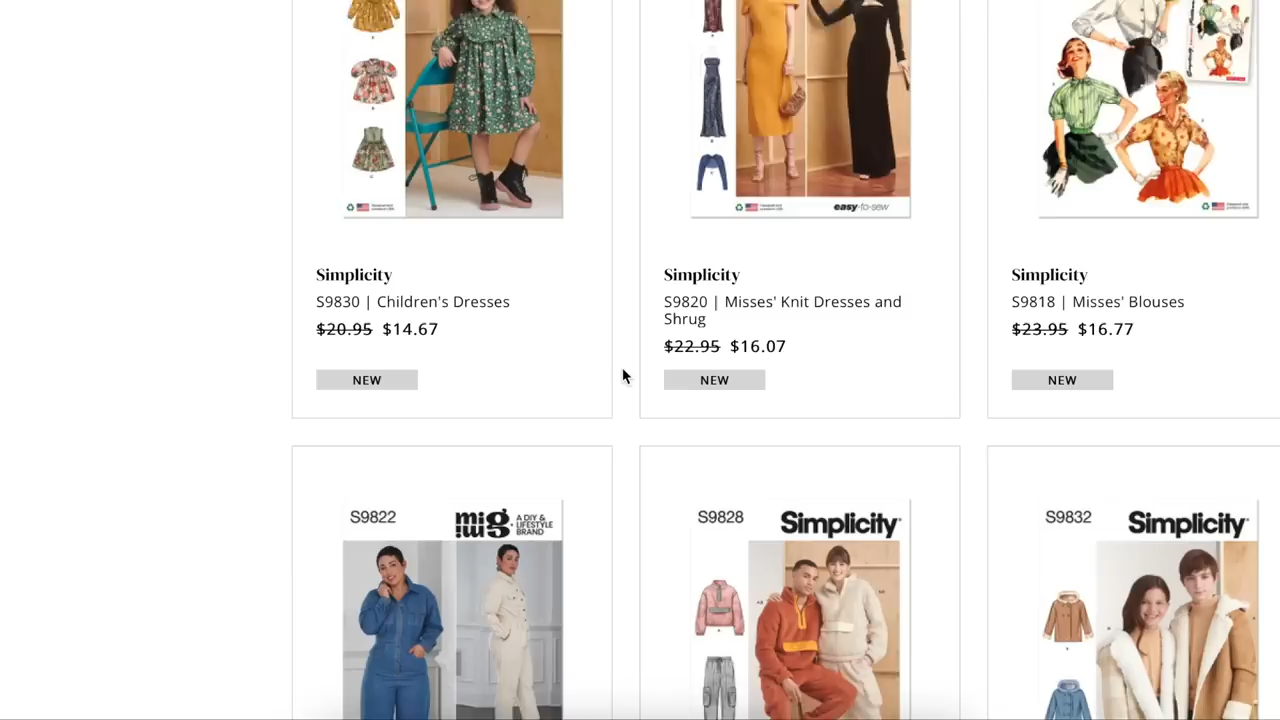 easy-to-sew
Simplicity
S9830 | Children's Dresses
$20.95 $14.67
NEW
Simplicity
S9820 | Misses' Knit Dresses and
Shrug
$22.95 $16.07
NEW
Simplicity
S9818 | Misses' Blouses
$23.95 $16.77
NEW
S9822
mimi g.
A DIY &
LIFESTYLE
BRAND
S9828
Simplicity
S9832
Simplicity